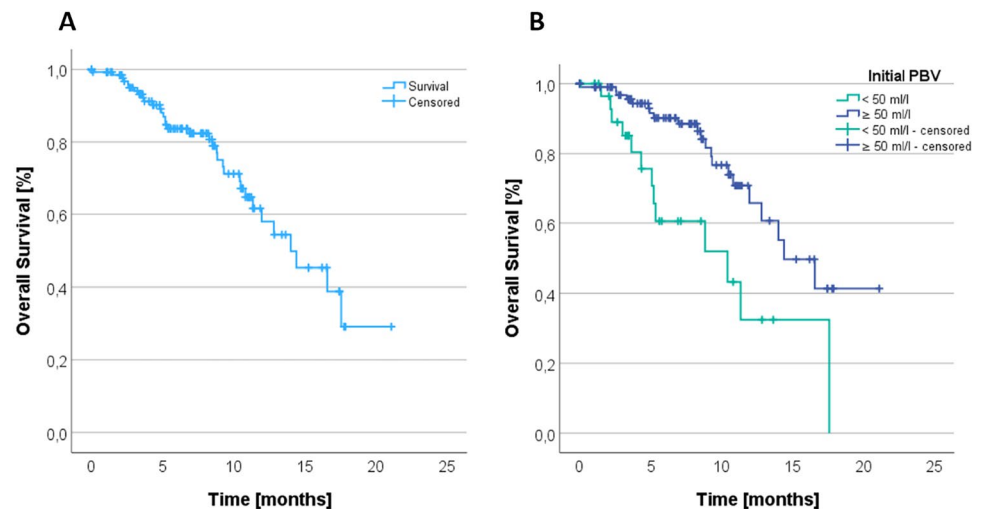 A
1,0
0,8
0,6
0,4
0,2
0,0
Overall Survival [%]
0 5 10 15 20 25
Time [months]
Survival
Censored
B
1,0
0,8
0,6
0,4
0,2
0,0
Overall Survival [%]
0 5 10 15 20 25
Time [months]
Initial PBV
< 50 ml/l
≥ 50 ml/l
< 50 ml/l - censored
≥ 50 ml/l - censored